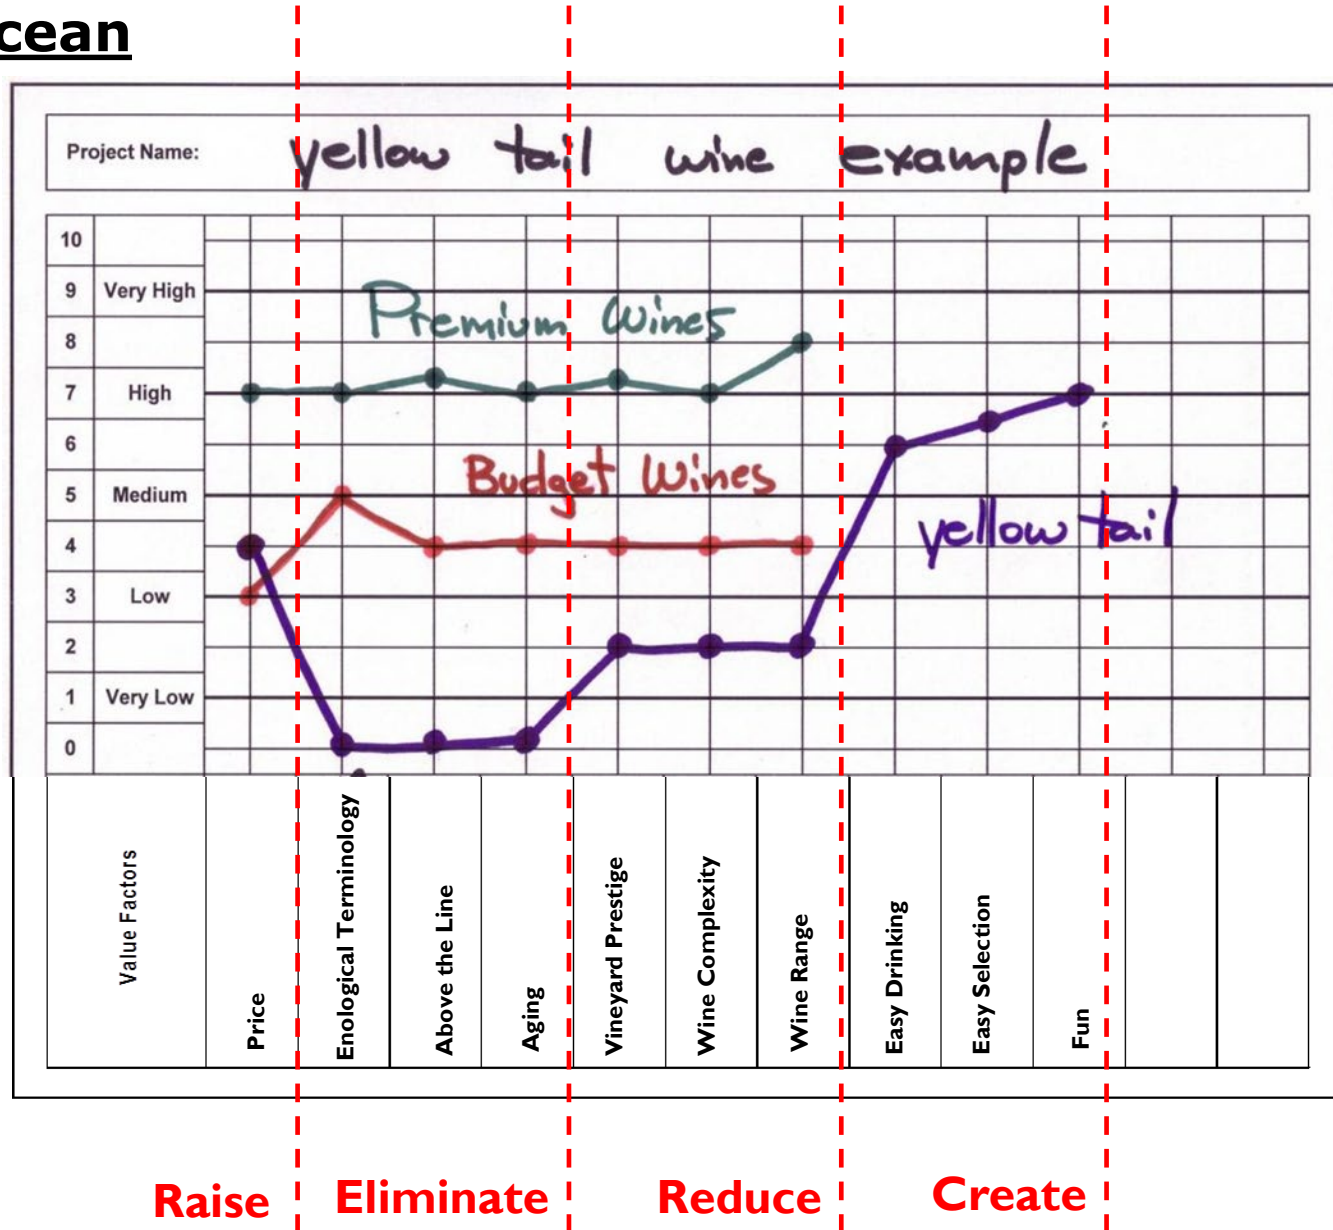 cean
Project Name: yellow tail wine example
10
9 Very High
8
7 High
6
5 Medium
4
3 Low
2
1 Very Low
0
Premium Wines
Budget Wines
yellow tail
Value Factors
Price
Enological Terminology
Above the Line
Aging
Vineyard Prestige
Wine Complexity
Wine Range
Easy Drinking
Easy Selection
Fun
Raise Eliminate Reduce Create